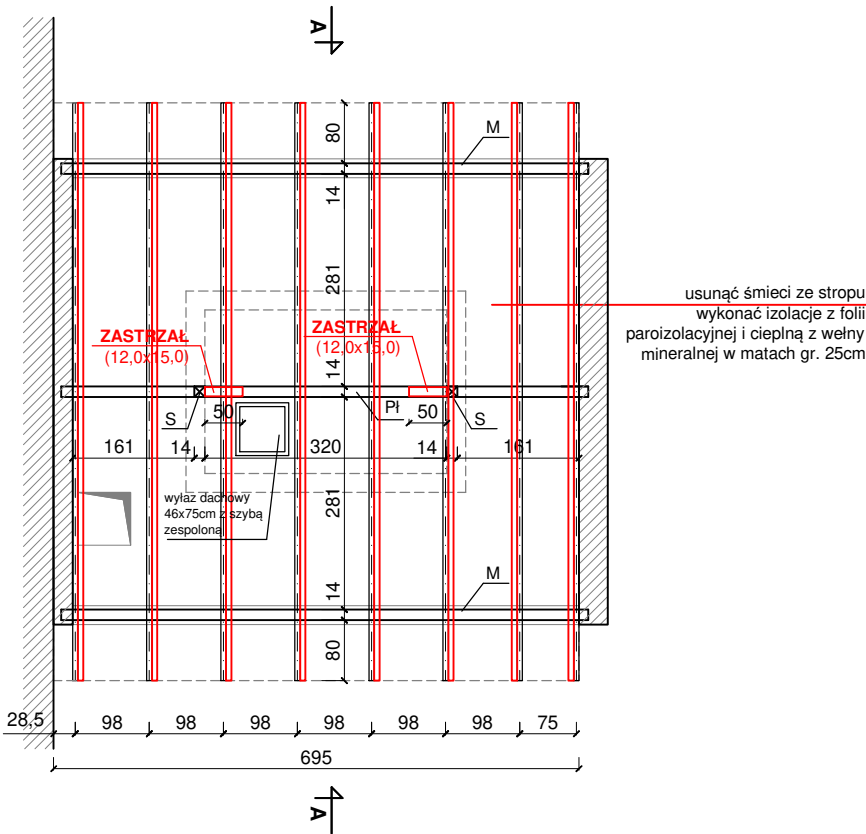 A
80
M
14
281
usunąć śmieci ze stropu
wykonać izolacje z folii
paroizolacyjnej i cieplną z wełny
mineralnej w matach gr. 25cm
ZASTRZAŁ
(12,0x15,0)
ZASTRZAŁ
(12,0x15,0)
14
S
50
Pł
50
S
161
14
320
14
161
wyłaz dachowy
46x75cm z szybą
zespoloną
281
M
14
80
28,5
98
98
98
98
98
98
75
695
A